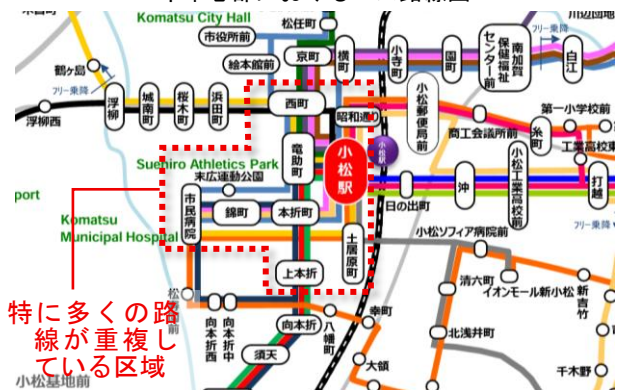 Komatsu City Hall
松任町
市役所前
絵本館前
京町
横町
小寺町
園町
南加賀
保健福祉
センター前
フリー乗降
白江
鶴ヶ島
フリー乗降
浮柳西
浮柳
城南町
桜木町
浜田町
西町
昭和通り
小松郵便局前
商工会議所前
第一小学校前
糸町
工業高校東
竜助町
小松駅
小松駅
Suehiro Athletics Park
末広運動公園
port
市民病院
錦町
本折町
日の出町
沖
小松工業高校前
打越
フリー乗降
Komatsu
Municipal Hospital
土居原町
小松ソフィア病院前
上本折
清六町
イオンモール新小松
新吉竹
特に多くの路
線が重複し
ている区域
向本折西
向本折中
向本折
八幡町
幸町
北浅井町
須天
大領
千木野
小松基地前